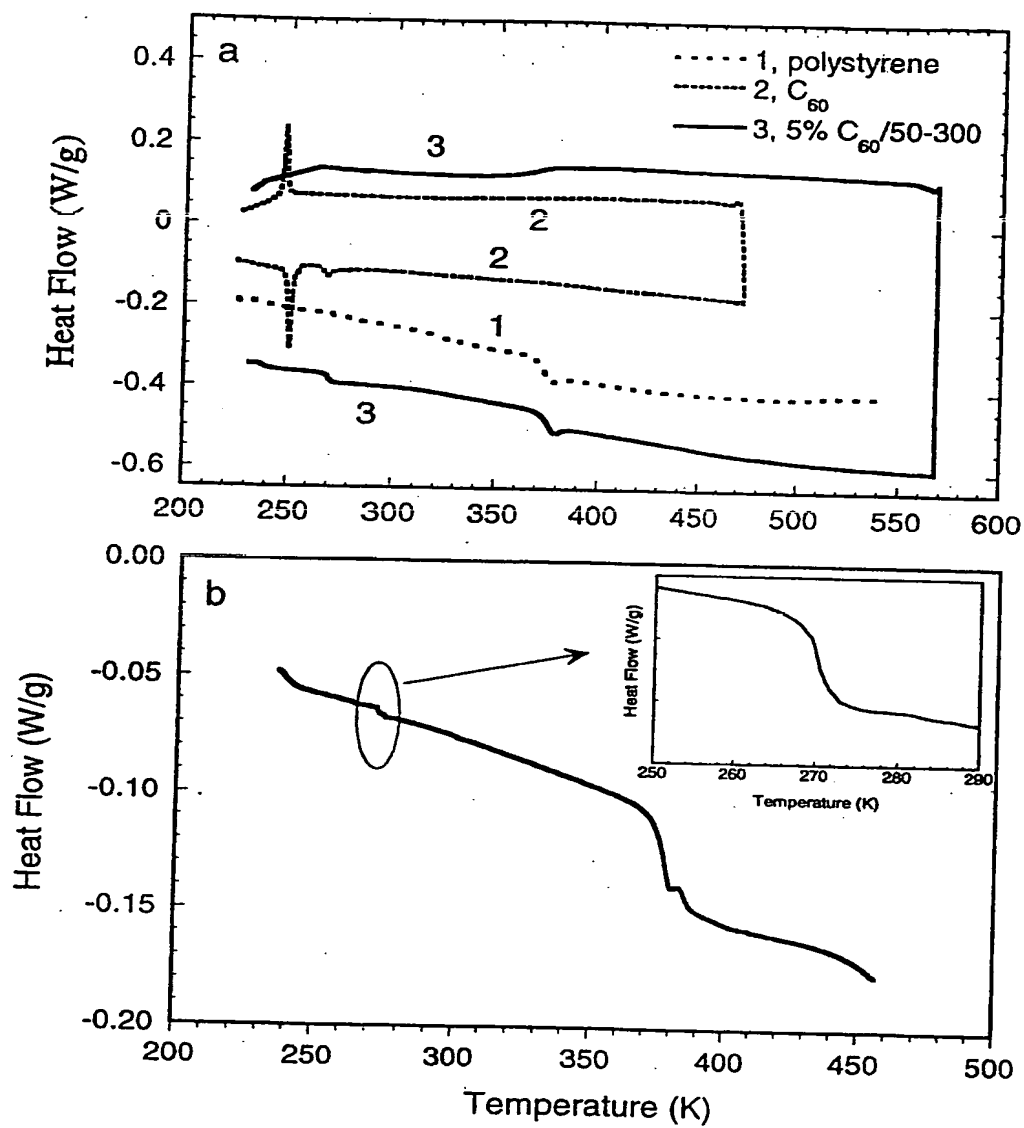 a
1, polystyrene
2, C60
3, 5% C60/50-300
Heat Flow (W/g)
0.4
0.2
0
-0.2
-0.4
-0.6
3
2
2
1
3
200 250 300 350 400 450 500 550 600
b
Heat Flow (W/g)
0.00
-0.05
-0.10
-0.15
-0.20
Heat Flow (W/g)
250 260 270 280 290
Temperature (K)
200 250 300 350 400 450 500
Temperature (K)